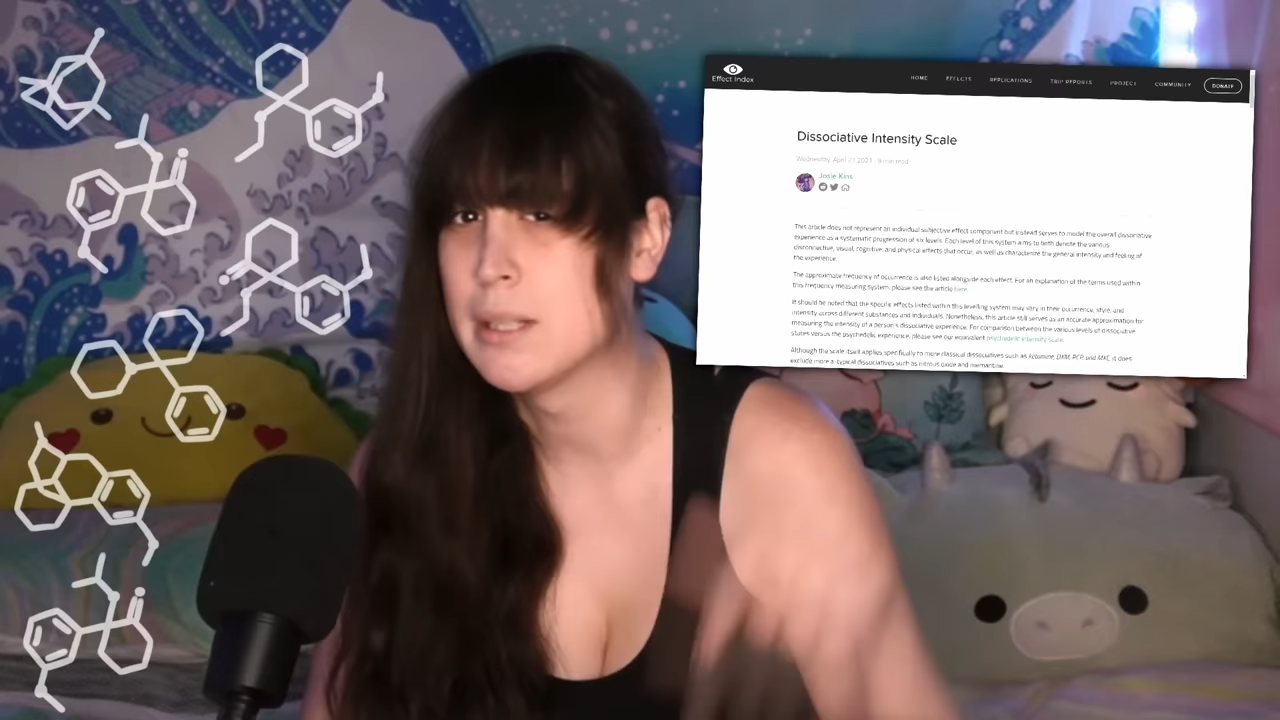 Effect Index
HOME
EFFECTS
APPLICATIONS
TRIP REPORTS
PROJECT
COMMUNITY
DONATE
Dissociative Intensity Scale
Wednesday, April 21 2021 · 9 min read
Josie Kins
This article does not represent an individual subjective effect component but instead serves to model the overall dissociative
experience as a systematic progression of six levels. Each level of this system aims to both denote the various
disconnective, visual, cognitive, and physical effects that occur, as well as characterize the general intensity and feeling of
the experience.
The approximate frequency of occurrence is also listed alongside each effect. For an explanation of the terms used within
this frequency measuring system, please see the article here.
It should be noted that the specific effects listed within this levelling system may vary in their occurrence, style, and
intensity across different substances and individuals. Nonetheless, this article still serves as an accurate approximation for
measuring the intensity of a person's dissociative experience. For comparison between the various levels of dissociative
states versus the psychedelic experience, please see our equivalent psychedelic intensity scale.
Although the scale itself applies specifically to more classical dissociatives such as ketamine, DXM, PCP, and MXE, it does
exclude more a-typical dissociatives such as nitrous oxide and memantine.